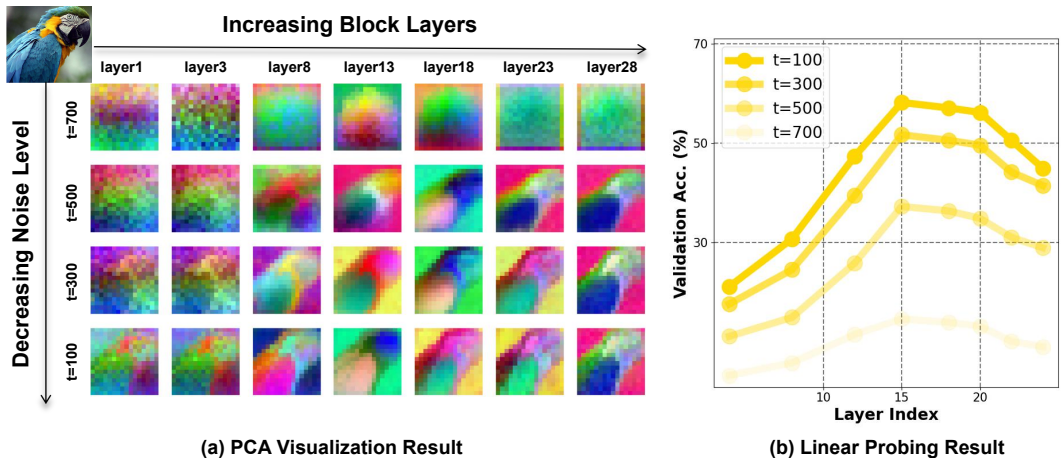 Increasing Block Layers
layer1 layer3 layer8 layer13 layer18 layer23 layer28
Decreasing Noise Level
t=700
t=500
t=300
t=100
(a) PCA Visualization Result
70
50
30
Validation Acc. (%)
t=100
t=300
t=500
t=700
10 15 20
Layer Index
(b) Linear Probing Result